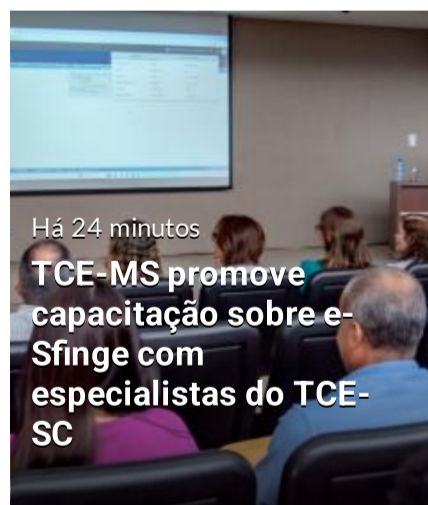 Há 24 minutos
TCE-MS promove
capacitação sobre e-
Sfinge com
especialistas do TCE-
SC